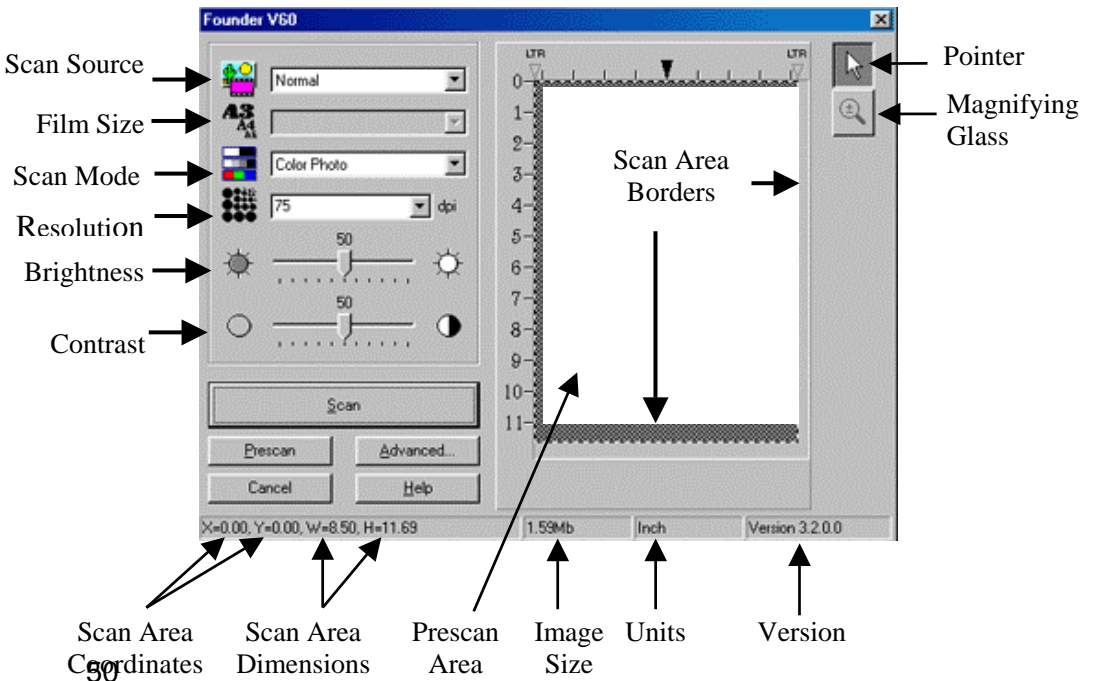 Founder V60
Scan Source
Film Size
Scan Mode
Resolution
Brightness
Contrast
Normal
A3
A4
Color Photo
75 dpi
50
50
Scan
Prescan Advanced...
Cancel Help
LTR LTR
0
1
2
3
4
5
6
7
8
9
10
11
Scan Area
Borders
Pointer
Magnifying
Glass
X=0.00, Y=0.00, W=8.50, H=11.69 1.59Mb Inch Version 3.2.0.0
Scan Area
Coordinates
Scan Area
Dimensions
Prescan
Area
Image
Size
Units
Version
50